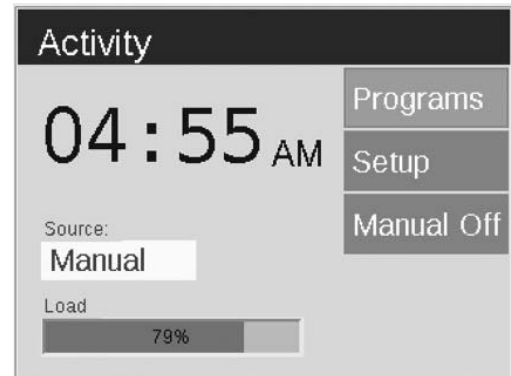 Activity
04:55 AM
Programs
Setup
Manual Off
Source:
Manual
Load
79%